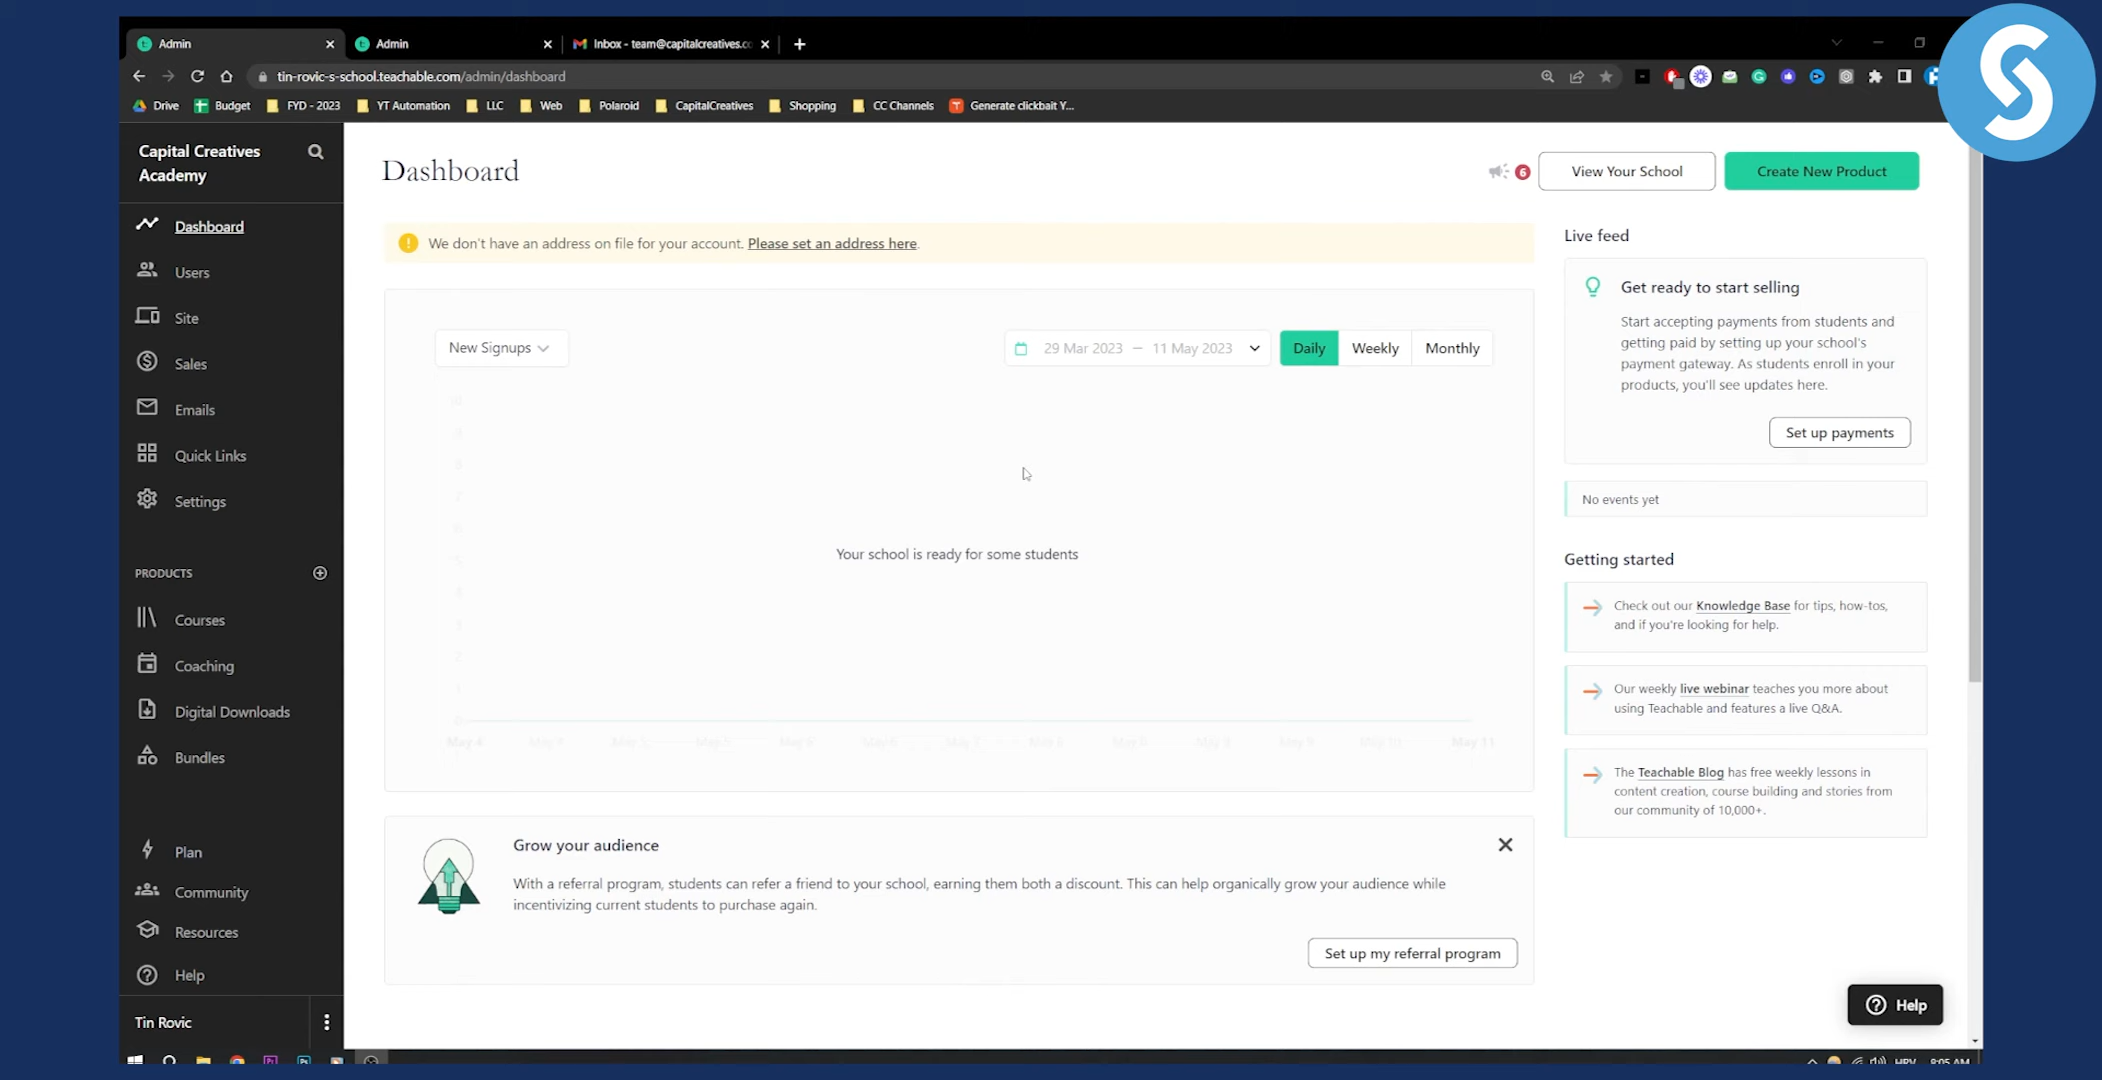 Admin
Admin
Inbox - team@capitalcreatives.co
tin-rovic-s-school.teachable.com/admin/dashboard
Drive
Budget
FYD - 2023
YT Automation
LLC
Web
Polaroid
CapitalCreatives
Shopping
CC Channels
Generate clickbait Y...
Capital Creatives
Academy
Dashboard
Users
Site
Sales
Emails
Quick Links
Settings
PRODUCTS
Courses
Coaching
Digital Downloads
Bundles
Plan
Community
Resources
Help
Tin Rovic
Dashboard
6
View Your School
Create New Product
We don't have an address on file for your account. Please set an address here.
New Signups
29 Mar 2023 – 11 May 2023
Daily
Weekly
Monthly
Your school is ready for some students
May 11
Grow your audience
With a referral program, students can refer a friend to your school, earning them both a discount. This can help organically grow your audience while
incentivizing current students to purchase again.
Set up my referral program
Live feed
Get ready to start selling
Start accepting payments from students and
getting paid by setting up your school's
payment gateway. As students enroll in your
products, you'll see updates here.
Set up payments
No events yet
Getting started
Check out our Knowledge Base for tips, how-tos,
and if you're looking for help.
Our weekly live webinar teaches you more about
using Teachable and features a live Q&A.
The Teachable Blog has free weekly lessons in
content creation, course building and stories from
our community of 10,000+.
Help
HRV
8:05 AM